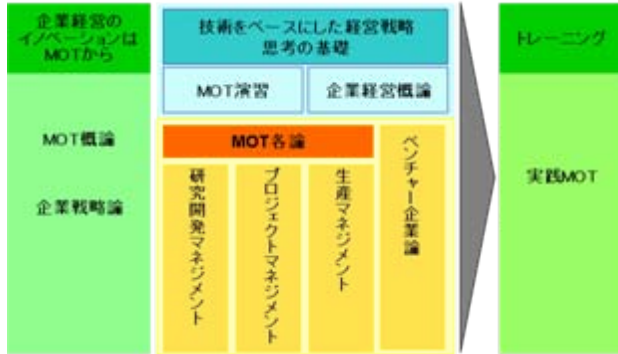 企業経営の
イノベーションは
MOTから
MOT概論
企業戦略論
技術をベースにした経営戦略
思考の基礎
MOT演習
企業経営概論
MOT各論
研究開発マネジメント
プロジェクトマネジメント
生産マネジメント
ベンチャー企業論
トレーニング
実践MOT